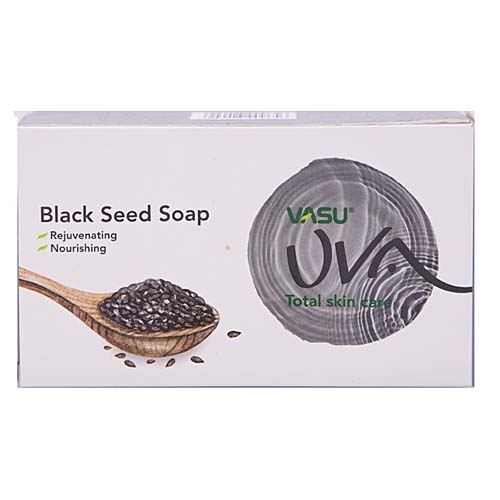 Black Seed Soap
Rejuvenating
Nourishing
VASU®
UVA
Total skin care